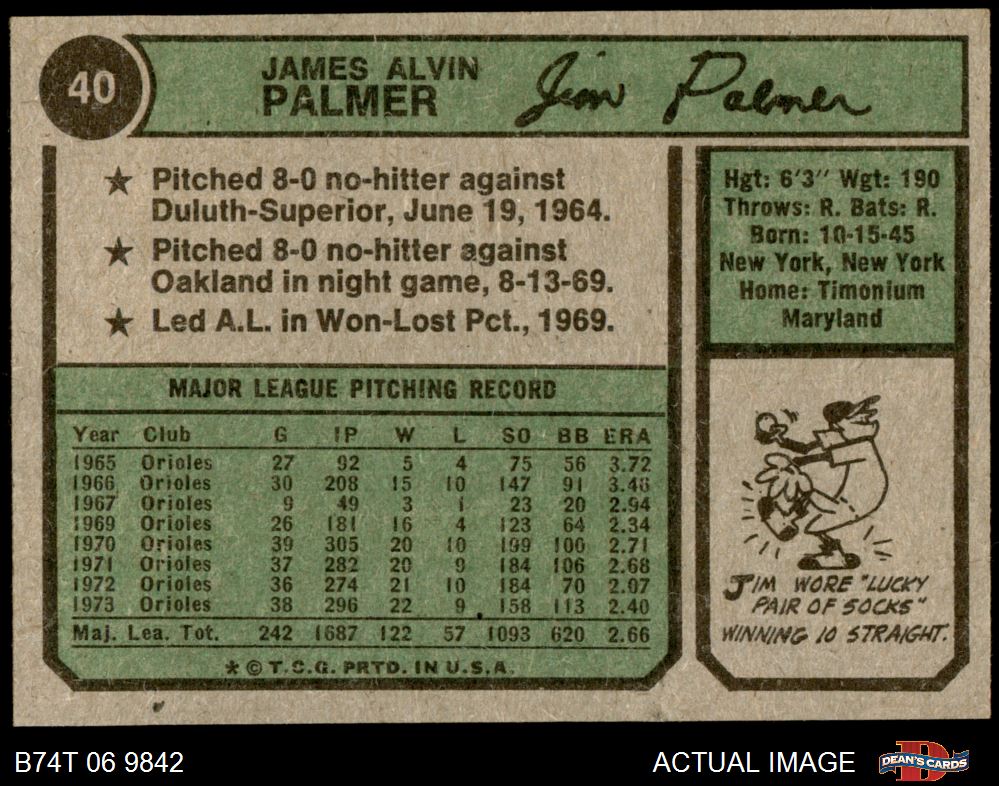 40
JAMES ALVIN
PALMER
Jim Palmer
★ Pitched 8-0 no-hitter against
Duluth-Superior, June 19, 1964.
★ Pitched 8-0 no-hitter against
Oakland in night game, 8-13-69.
★ Led A.L. in Won-Lost Pct., 1969.
Hgt: 6'3" Wgt: 190
Throws: R. Bats: R.
Born: 10-15-45
New York, New York
Home: Timonium
Maryland
MAJOR LEAGUE PITCHING RECORD
Year Club G IP W L SO BB ERA
1965 Orioles 27 92 5 4 75 56 3.72
1966 Orioles 30 208 15 10 147 91 3.46
1967 Orioles 9 49 3 1 23 20 2.94
1969 Orioles 26 181 16 4 123 64 2.34
1970 Orioles 39 305 20 10 199 100 2.71
1971 Orioles 37 282 20 9 184 106 2.68
1972 Orioles 36 274 21 10 184 70 2.07
1973 Orioles 38 296 22 9 158 113 2.40
Maj. Lea. Tot. 242 1687 122 57 1093 620 2.66
* © T.C.G. PRTD. IN U.S.A.
JIM WORE "LUCKY
PAIR OF SOCKS"
WINNING 10 STRAIGHT.
B74T 06 9842
ACTUAL IMAGE
DEAN'S CARDS